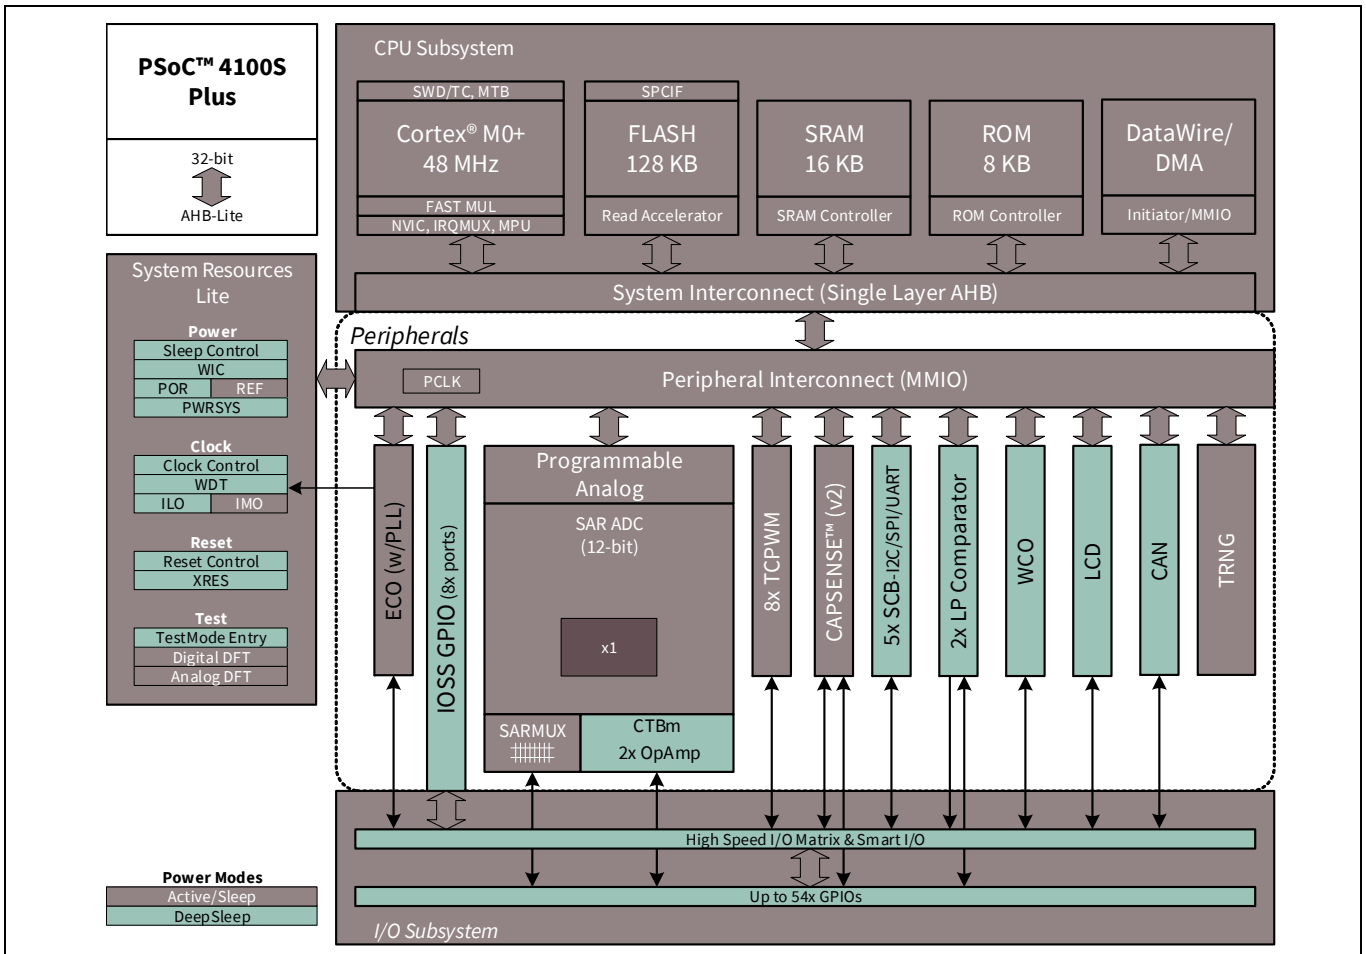 PSoC™ 4100S
Plus
32-bit
AHB-Lite
CPU Subsystem
SWD/TC, MTB
Cortex® M0+
48 MHz
FAST MUL
NVIC, IRQMUX, MPU
SPCIF
FLASH
128 KB
Read Accelerator
SRAM
16 KB
SRAM Controller
ROM
8 KB
ROM Controller
DataWire/
DMA
Initiator/MMIO
System Interconnect (Single Layer AHB)
System Resources
Lite
Power
Sleep Control
WIC
POR
REF
PWRSYS
Clock
Clock Control
WDT
ILO
IMO
Reset
Reset Control
XRES
Test
TestMode Entry
Digital DFT
Analog DFT
Peripherals
PCLK
Peripheral Interconnect (MMIO)
ECO (w/PLL)
IOSS GPIO (8x ports)
Programmable
Analog
SAR ADC
(12-bit)
x1
SARMUX
CTBm
2x OpAmp
8x TCPWM
CAPSENSE™ (v2)
5x SCB-I2C/SPI/UART
2x LP Comparator
WCO
LCD
CAN
TRNG
High Speed I/O Matrix & Smart I/O
Up to 54x GPIOs
I/O Subsystem
Power Modes
Active/Sleep
DeepSleep